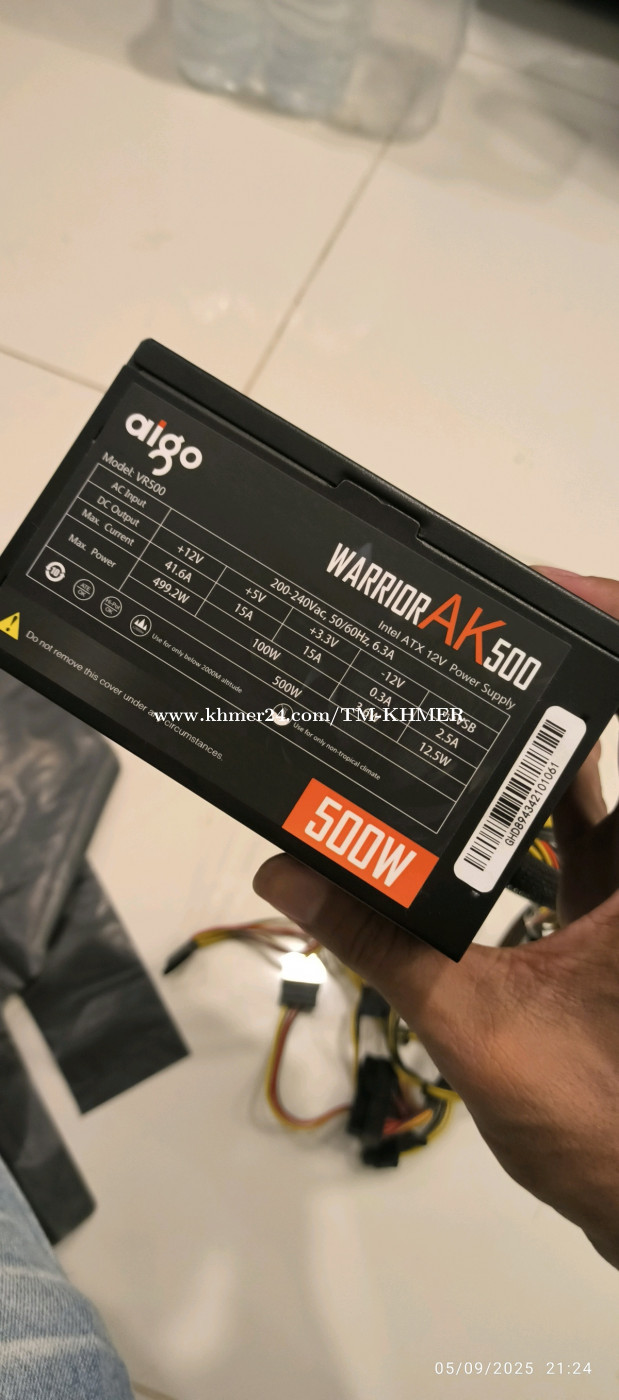 aigo
WARRIOR AK500
Intel ATX 12V Power Supply
Model: VR500
AC Input 200-240Vac, 50/60Hz, 6.3A
DC Output +12V +5V +3.3V -12V
Max. Current 41.6A 15A 15A 0.3A 2.5A
Max. Power 499.2W 100W 12.5W
500W
Use for only below 2000M altitude
Use for only non-tropical climate
Do not remove this cover under circumstances.
www.khmer24.com/TM-KHMER
500W
GHD894342101061
05/09/2025 21:24